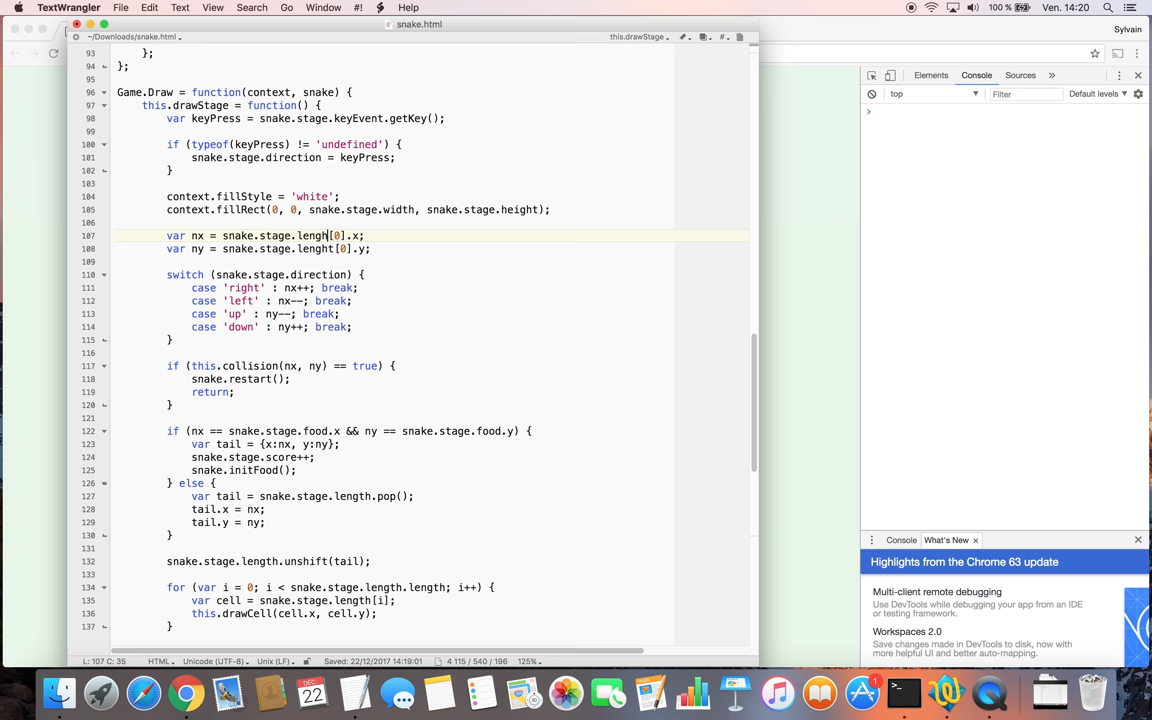 TextWrangler File Edit Text View Search Go Window #! Help 100 % Ven. 14:20
snake.html
Sylvain
~/Downloads/snake.html
this.drawStage
93 };
94 };
95
96 Game.Draw = function(context, snake) {
97 this.drawStage = function() {
98 var keyPress = snake.stage.keyEvent.getKey();
99
100 if (typeof(keyPress) != 'undefined') {
101 snake.stage.direction = keyPress;
102 }
103
104 context.fillStyle = 'white';
105 context.fillRect(0, 0, snake.stage.width, snake.stage.height);
106
107 var nx = snake.stage.lengh[0].x;
108 var ny = snake.stage.lenght[0].y;
109
110 switch (snake.stage.direction) {
111 case 'right' : nx++; break;
112 case 'left' : nx--; break;
113 case 'up' : ny--; break;
114 case 'down' : ny++; break;
115 }
116
117 if (this.collision(nx, ny) == true) {
118 snake.restart();
119 return;
120 }
121
122 if (nx == snake.stage.food.x && ny == snake.stage.food.y) {
123 var tail = {x:nx, y:ny};
124 snake.stage.score++;
125 snake.initFood();
126 } else {
127 var tail = snake.stage.length.pop();
128 tail.x = nx;
129 tail.y = ny;
130 }
131
132 snake.stage.length.unshift(tail);
133
134 for (var i = 0; i < snake.stage.length.length; i++) {
135 var cell = snake.stage.length[i];
136 this.drawCell(cell.x, cell.y);
137 }
L: 107 C: 35 HTML Unicode (UTF-8) Unix (LF) Saved: 22/12/2017 14:19:01 4 115 / 540 / 196 125%
Elements Console Sources »
top Filter Default levels
Console What's New
Highlights from the Chrome 63 update
Multi-client remote debugging
Use DevTools while debugging your app from an IDE
or testing framework.
Workspaces 2.0
Save changes made in DevTools to disk, now with
more helpful UI and better auto-mapping.
DÉC.
22
1